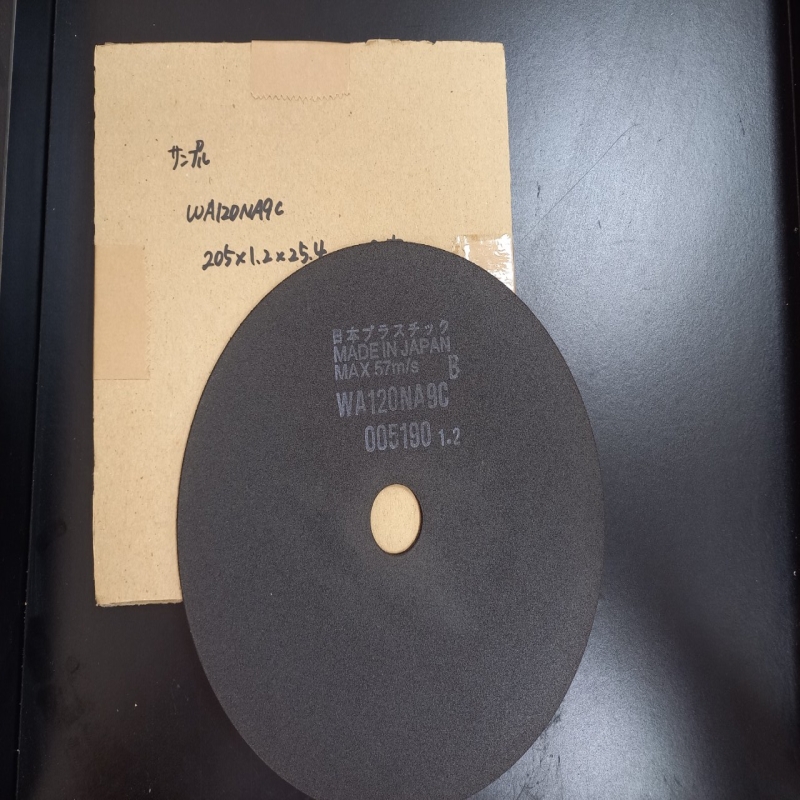 サンプル
WA120NA9C
205×1.2×25.4
日本プラスチック
MADE IN JAPAN
MAX.57m/s B
WA120NA9C
005190 1.2